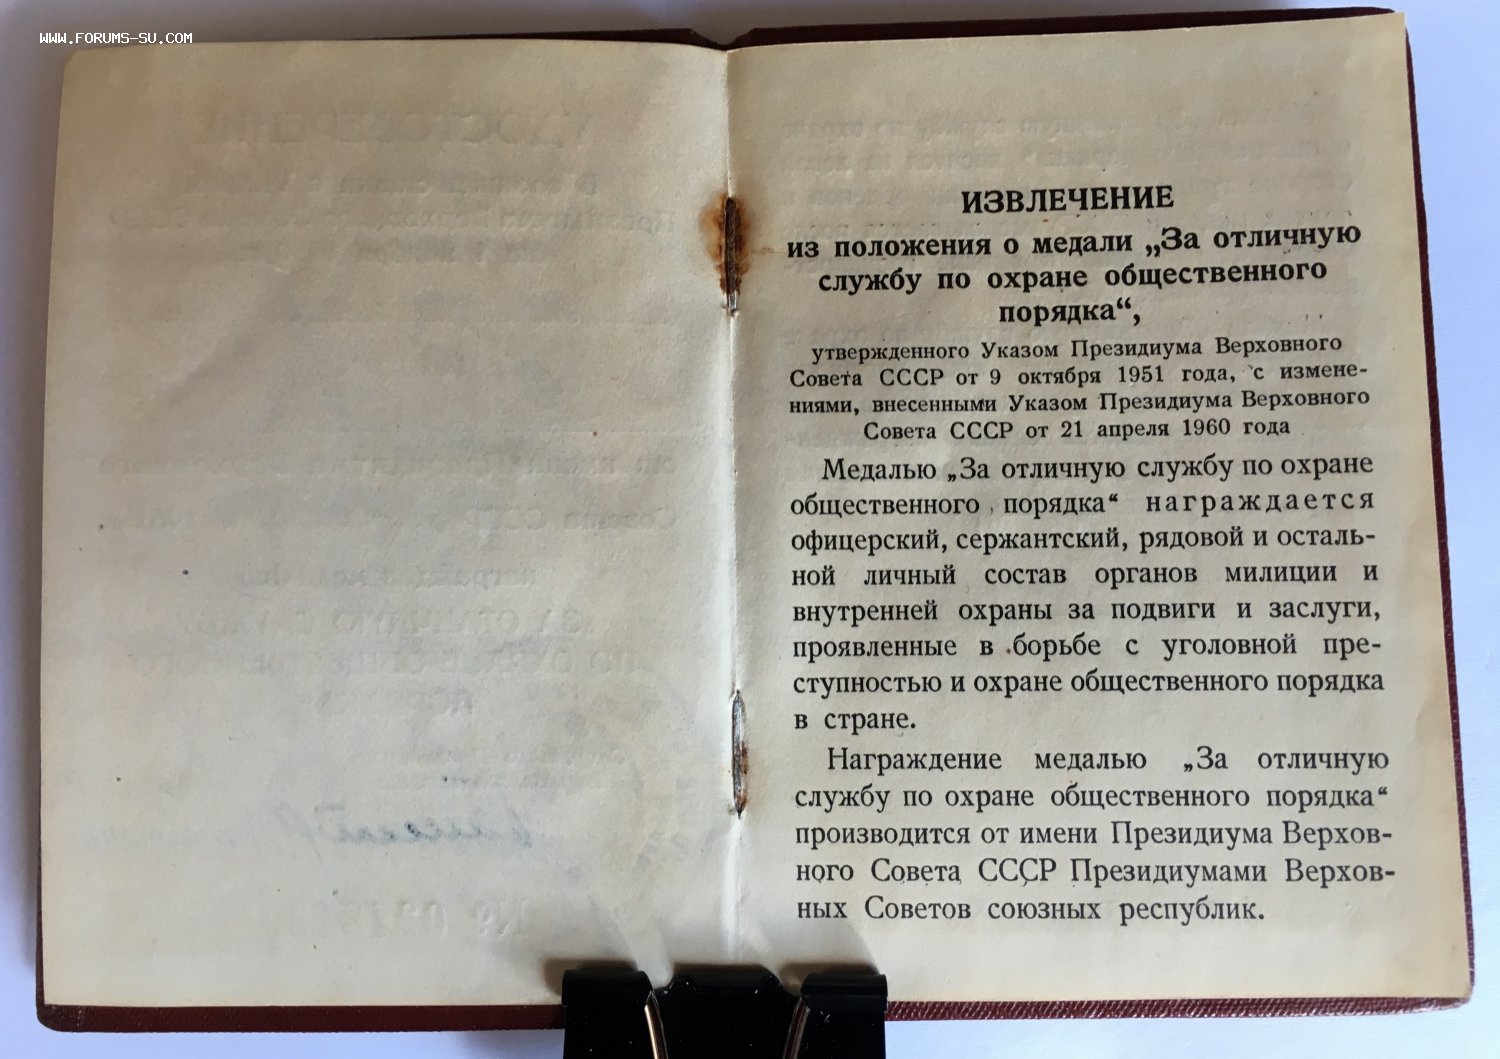 WWW.FORUMS-SU.COM
ИЗВЛЕЧЕНИЕ
из положения о медали „За отличную
службу по охране общественного
порядка“,
утвержденного Указом Президиума Верховного
Совета СССР от 9 октября 1951 года, с измене-
ниями, внесенными Указом Президиума Верховного
Совета СССР от 21 апреля 1960 года
Медалью „За отличную службу по охране
общественного порядка“ награждается
офицерский, сержантский, рядовой и осталь-
ной личный состав органов милиции и
внутренней охраны за подвиги и заслуги,
проявленные в борьбе с уголовной пре-
ступностью и охране общественного порядка
в стране.
Награждение медалью „За отличную
службу по охране общественного порядка“
производится от имени Президиума Верхов-
ного Совета СССР Президиумами Верхов-
ных Советов союзных республик.